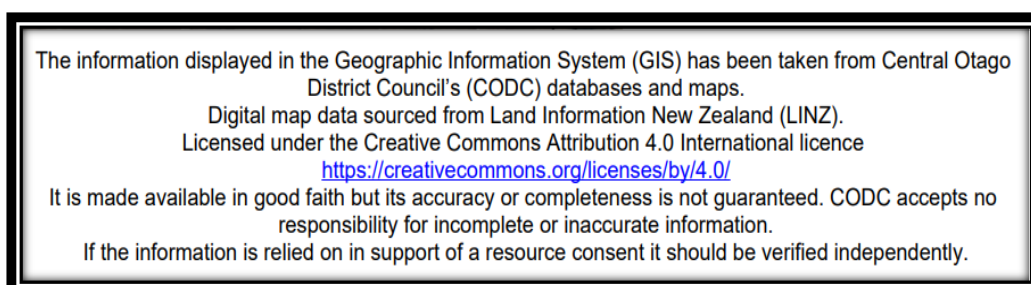 The information displayed in the Geographic Information System (GIS) has been taken from Central Otago
District Council's (CODC) databases and maps.
Digital map data sourced from Land Information New Zealand (LINZ).
Licensed under the Creative Commons Attribution 4.0 International licence
https://creativecommons.org/licenses/by/4.0/
It is made available in good faith but its accuracy or completeness is not guaranteed. CODC accepts no
responsibility for incomplete or inaccurate information.
If the information is relied on in support of a resource consent it should be verified independently.